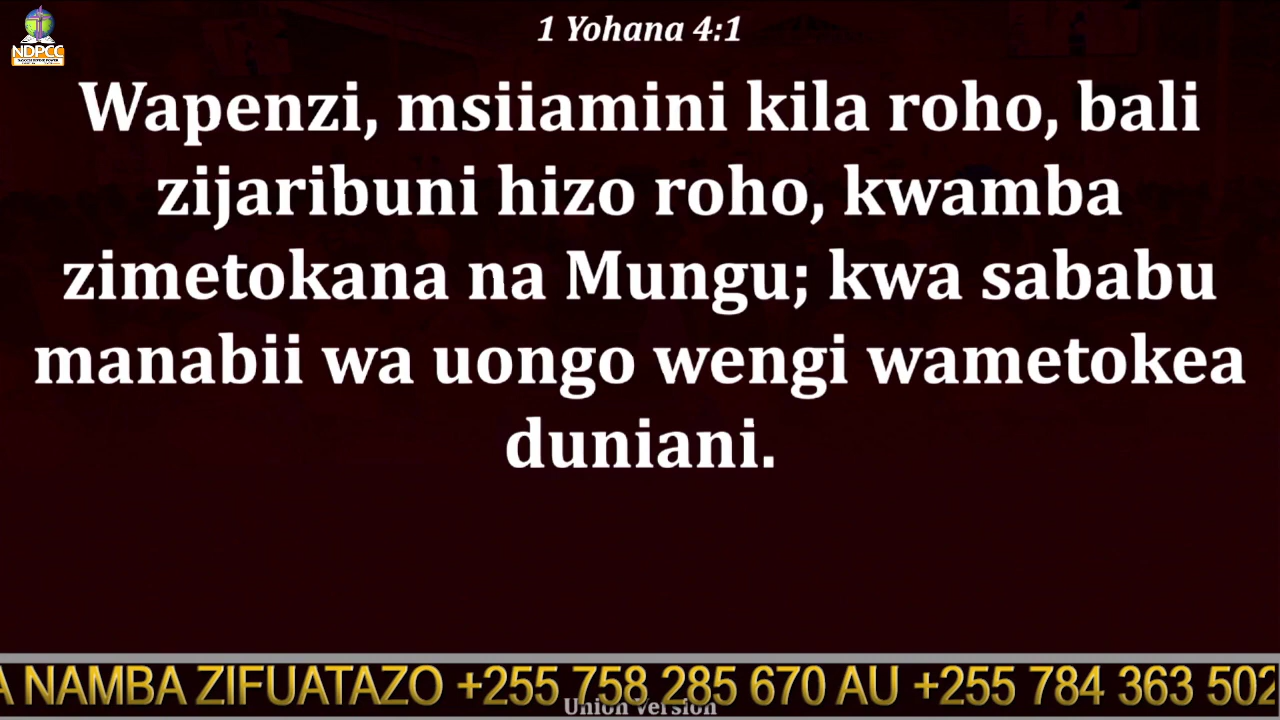 1 Yohana 4:1
NDPCC
Wapenzi, msiiamini kila roho, bali
zijaribuni hizo roho, kwamba
zimetokana na Mungu; kwa sababu
manabii wa uongo wengi wametokea
duniani.
A NAMBA ZIFUATAZO +255 758 285 670 AU +255 784 363 502
Union Version